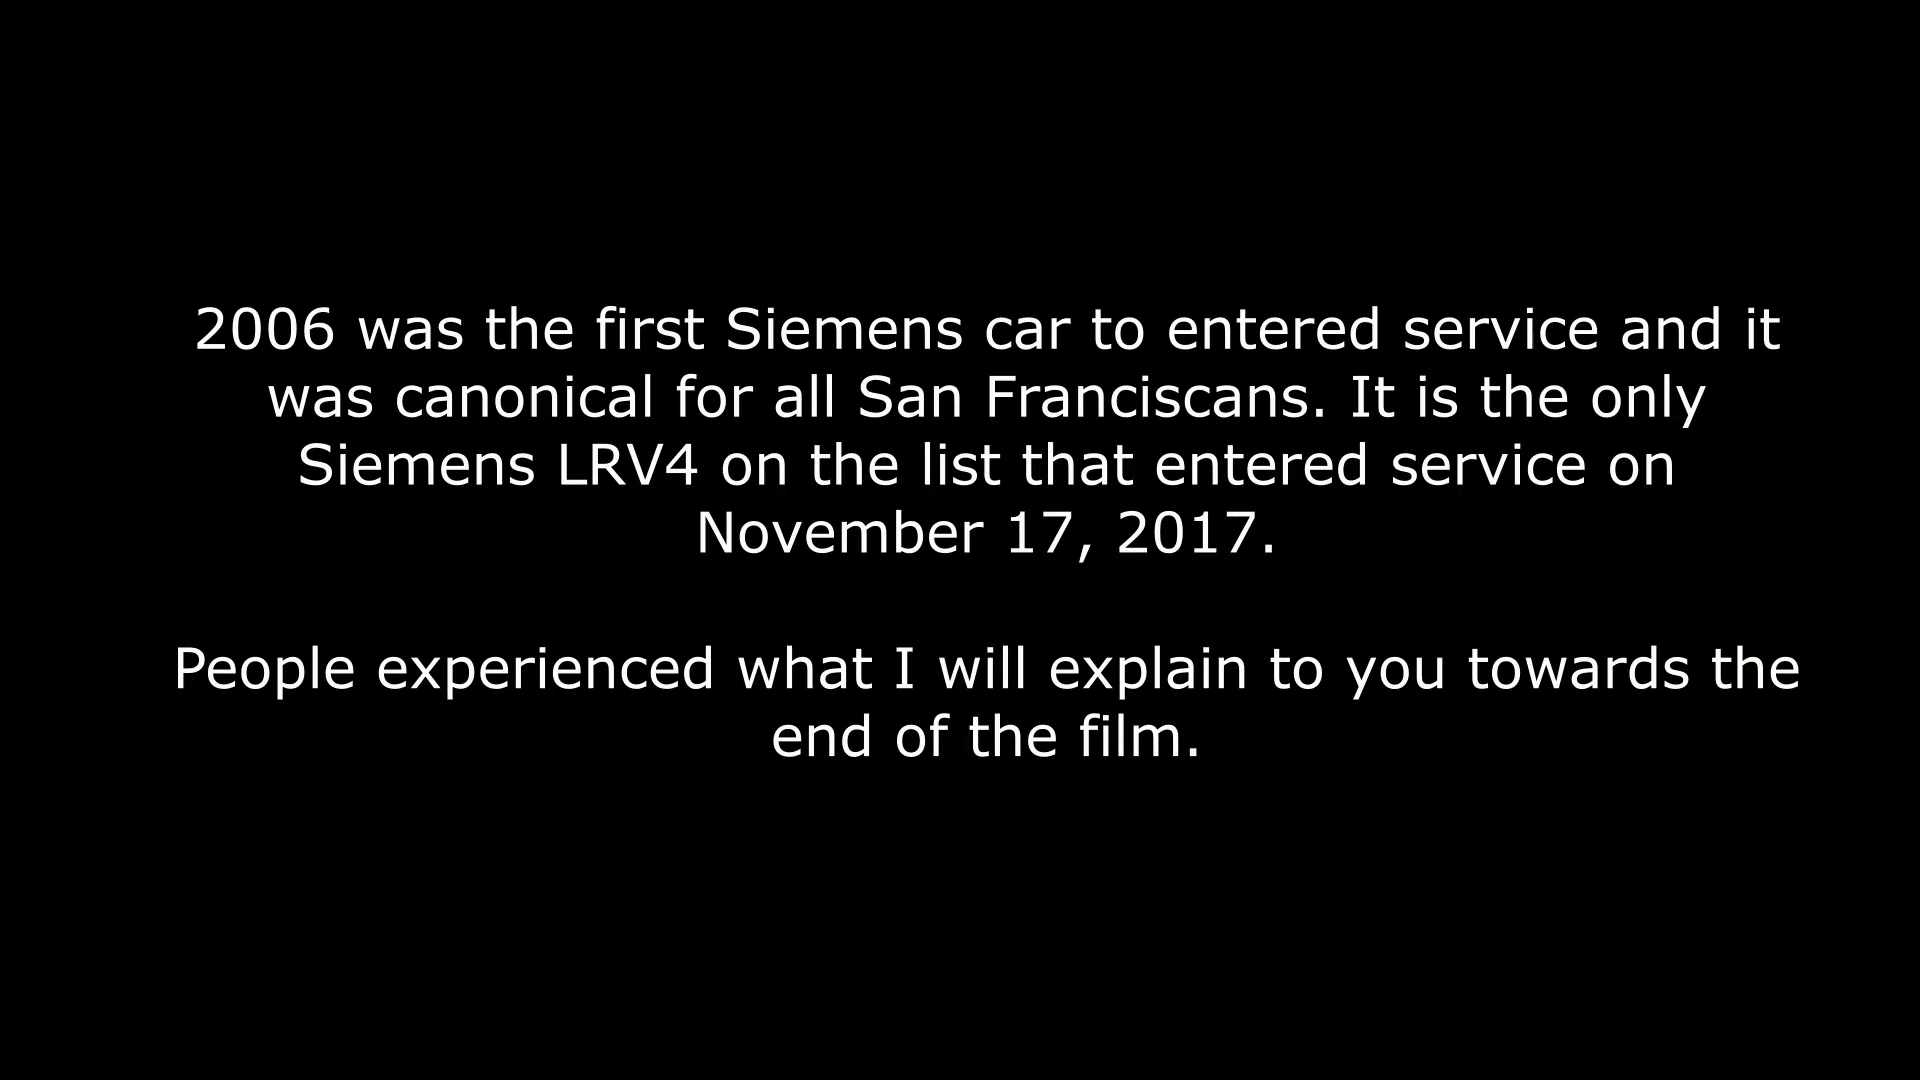 2006 was the first Siemens car to entered service and it
was canonical for all San Franciscans. It is the only
Siemens LRV4 on the list that entered service on
November 17, 2017.
People experienced what I will explain to you towards the
end of the film.